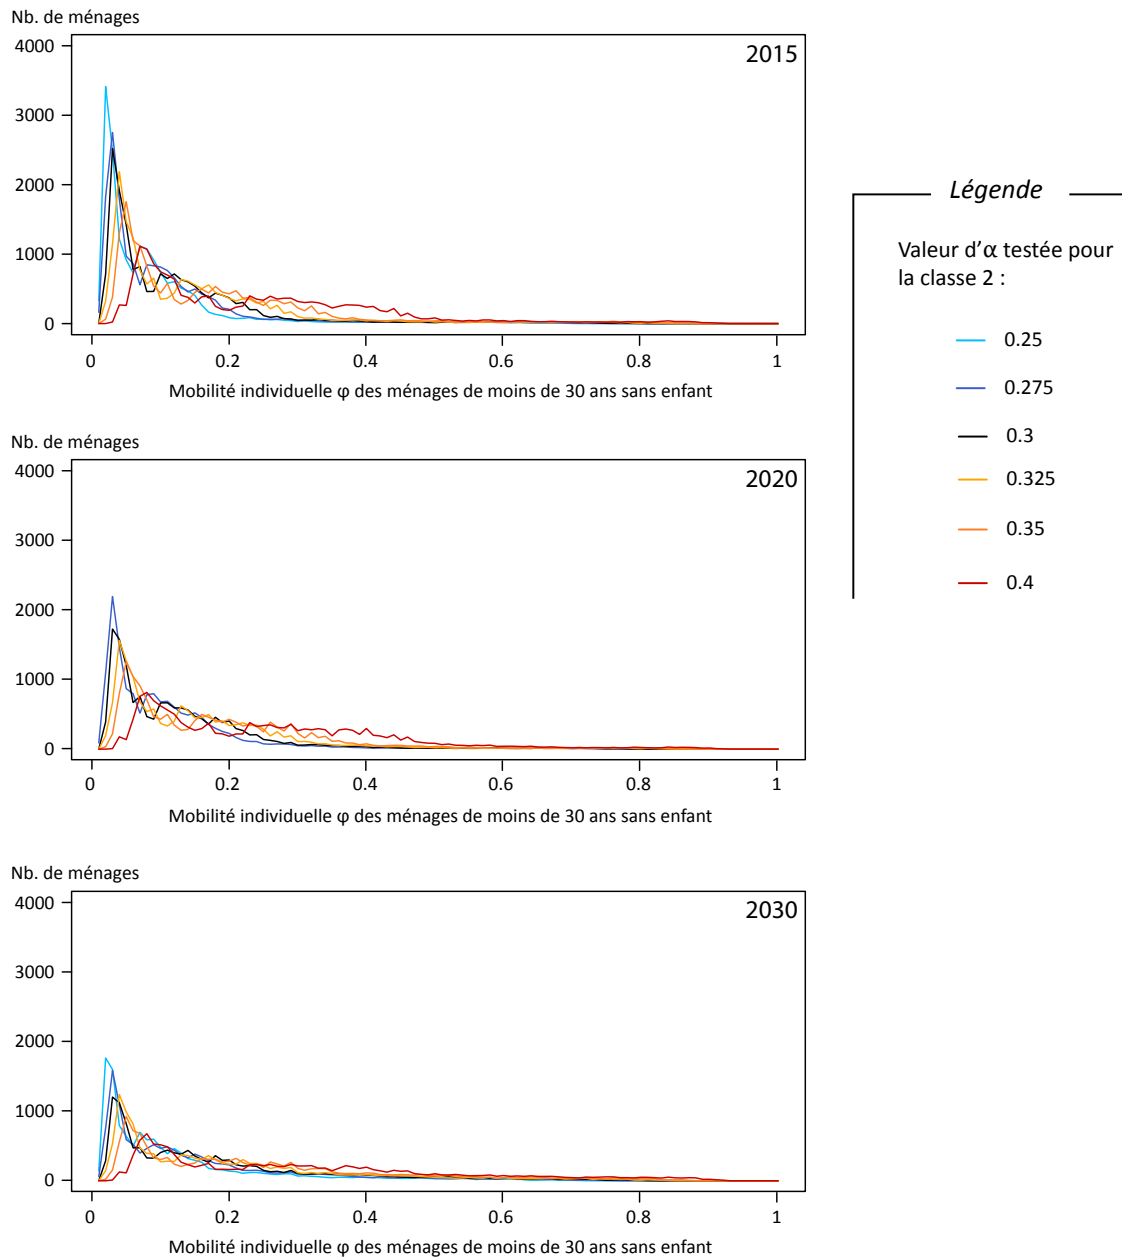 Nb. de ménages
2015
4000
3000
2000
1000
0
0 0.2 0.4 0.6 0.8 1
Mobilité individuelle φ des ménages de moins de 30 ans sans enfant
Nb. de ménages
2020
4000
3000
2000
1000
0
0 0.2 0.4 0.6 0.8 1
Mobilité individuelle φ des ménages de moins de 30 ans sans enfant
Nb. de ménages
2030
4000
3000
2000
1000
0
0 0.2 0.4 0.6 0.8 1
Mobilité individuelle φ des ménages de moins de 30 ans sans enfant
Légende
Valeur d'α testée pour
la classe 2 :
0.25
0.275
0.3
0.325
0.35
0.4